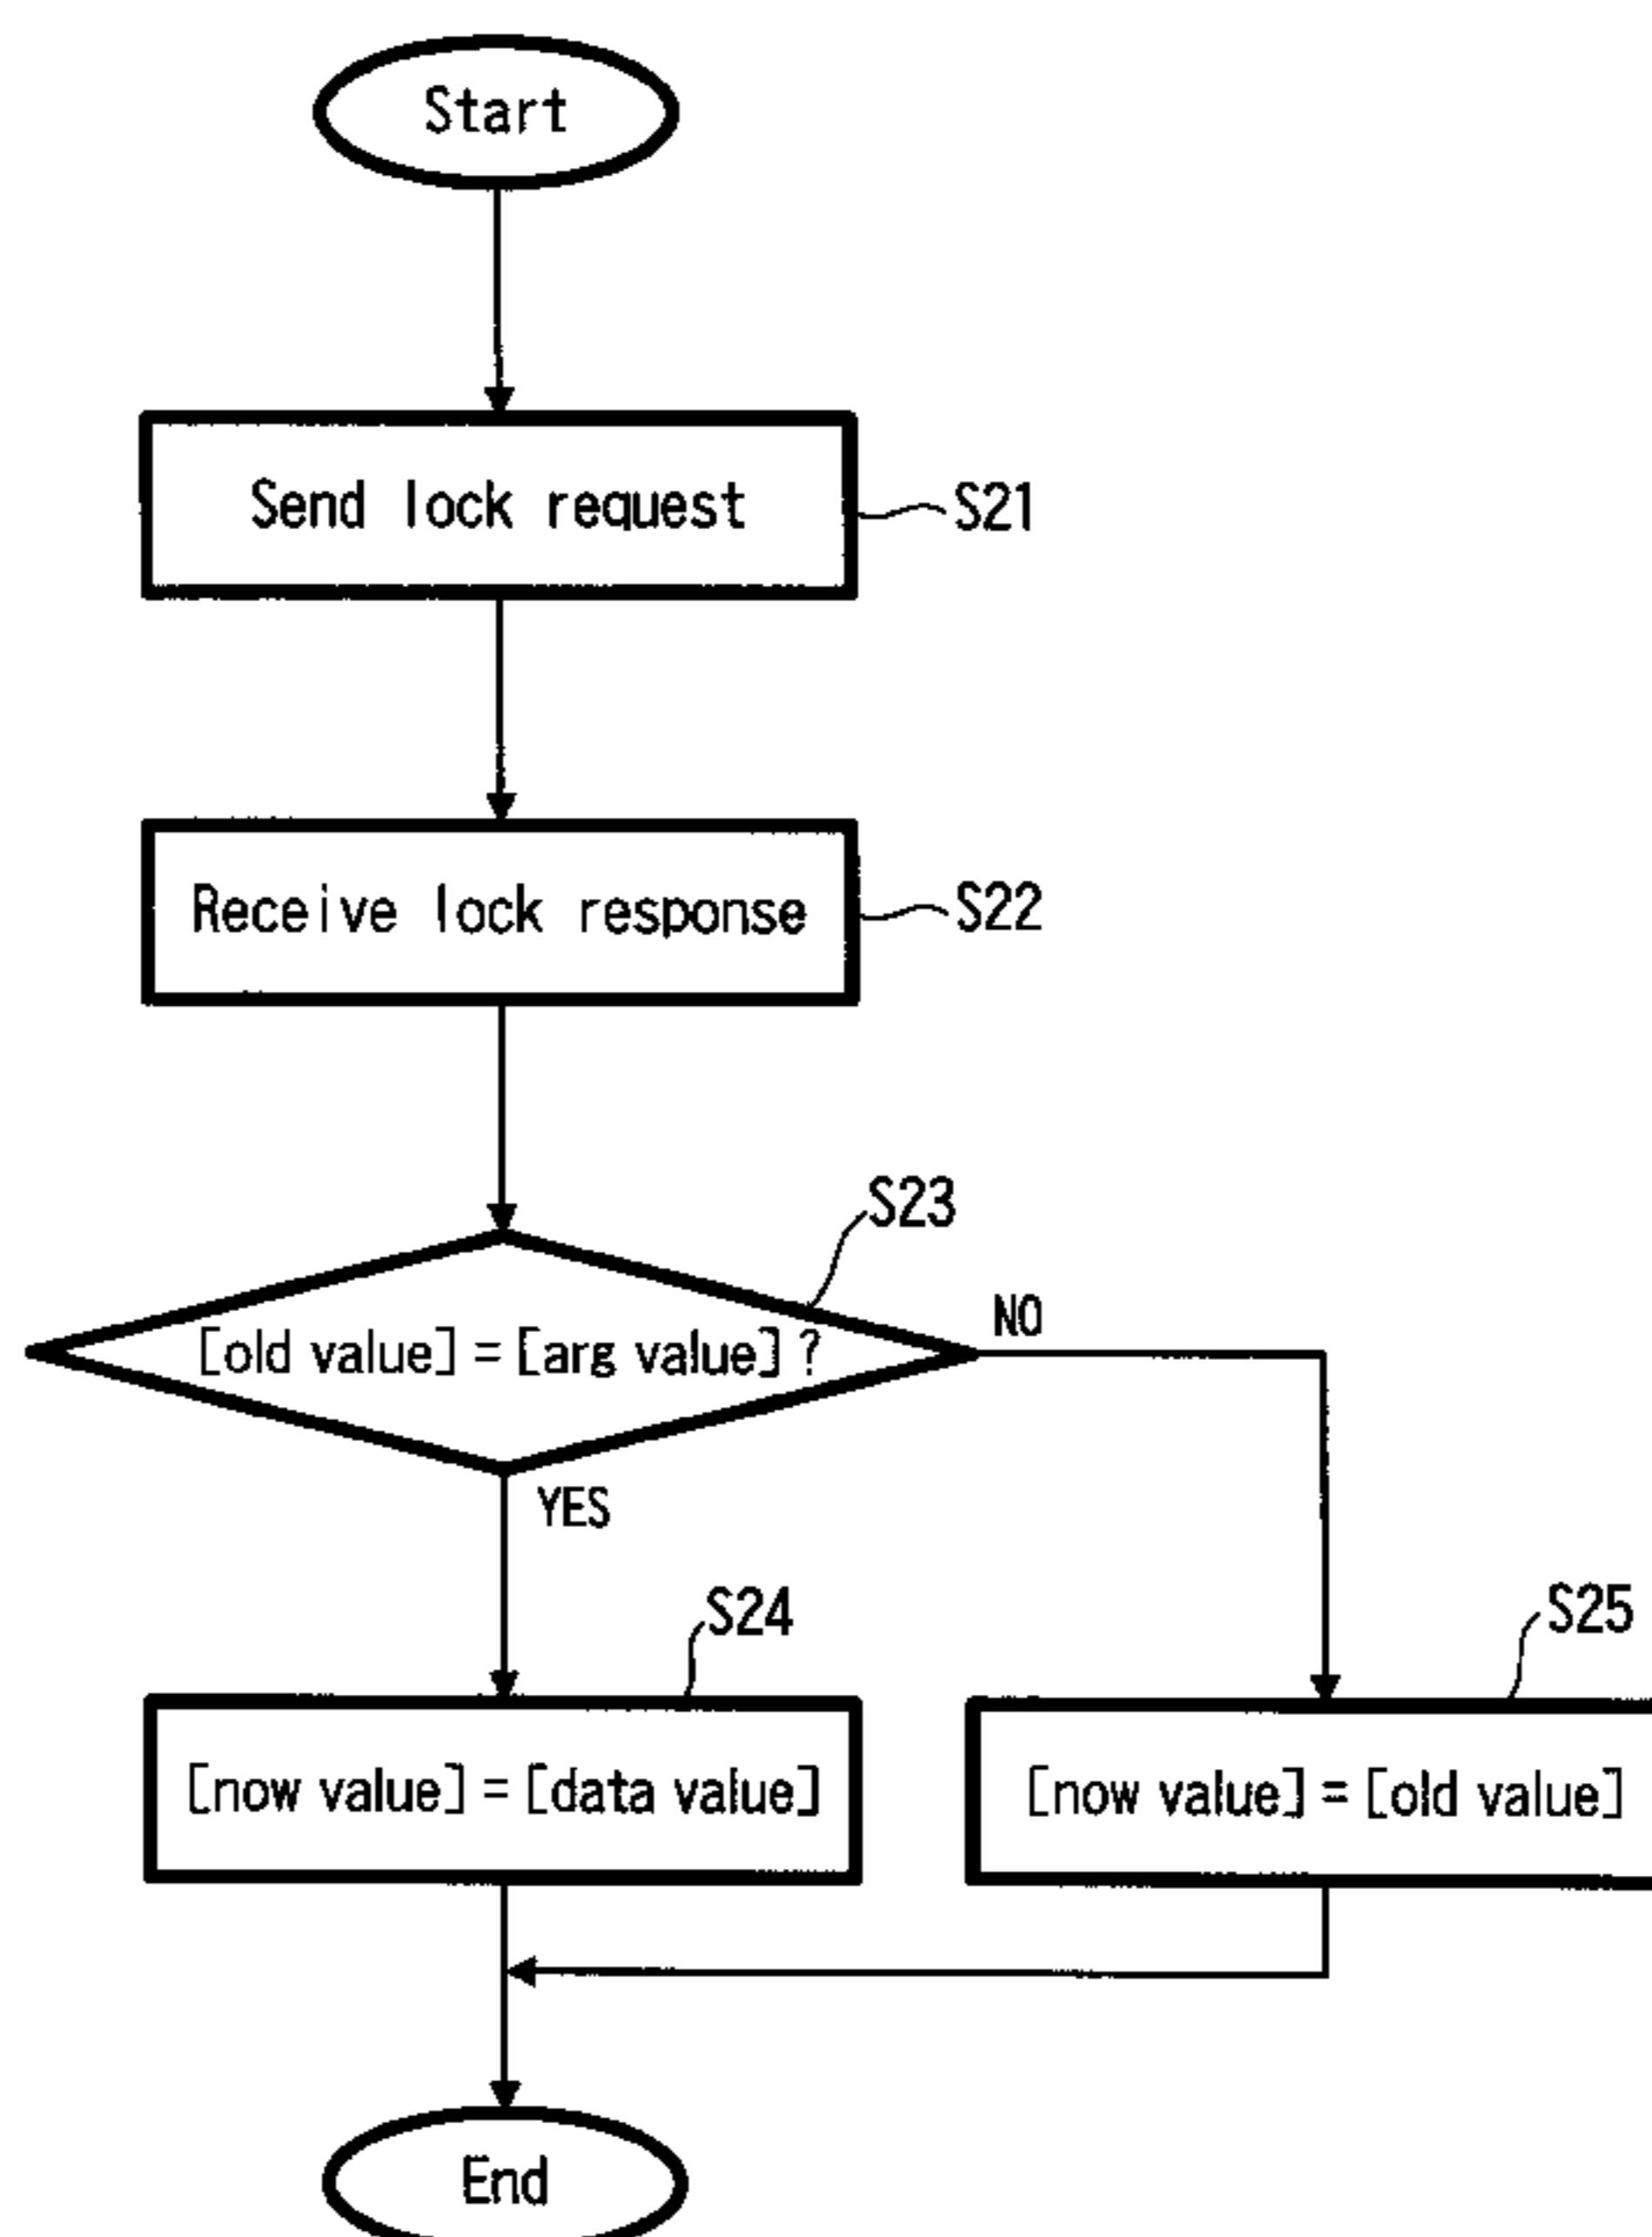 Start
Send lock request
S21
Receive lock response
S22
S23
[old value] = [arg value]?
NO
YES
S24
S25
[now value] = [data value]
[now value] = [old value]
End